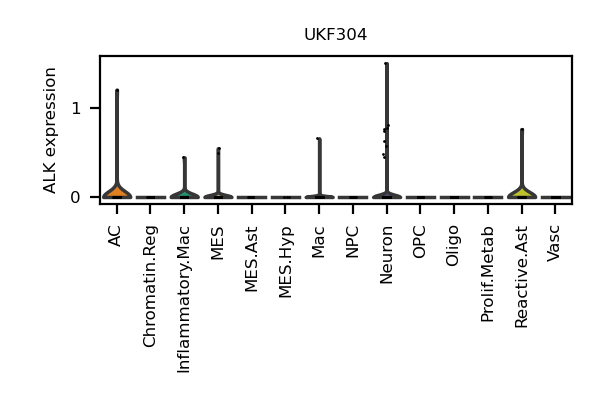 UKF304
ALK expression
1
0
AC
Chromatin.Reg
Inflammatory.Mac
MES
MES.Ast
MES.Hyp
Mac
NPC
Neuron
OPC
Oligo
Prolif.Metab
Reactive.Ast
Vasc